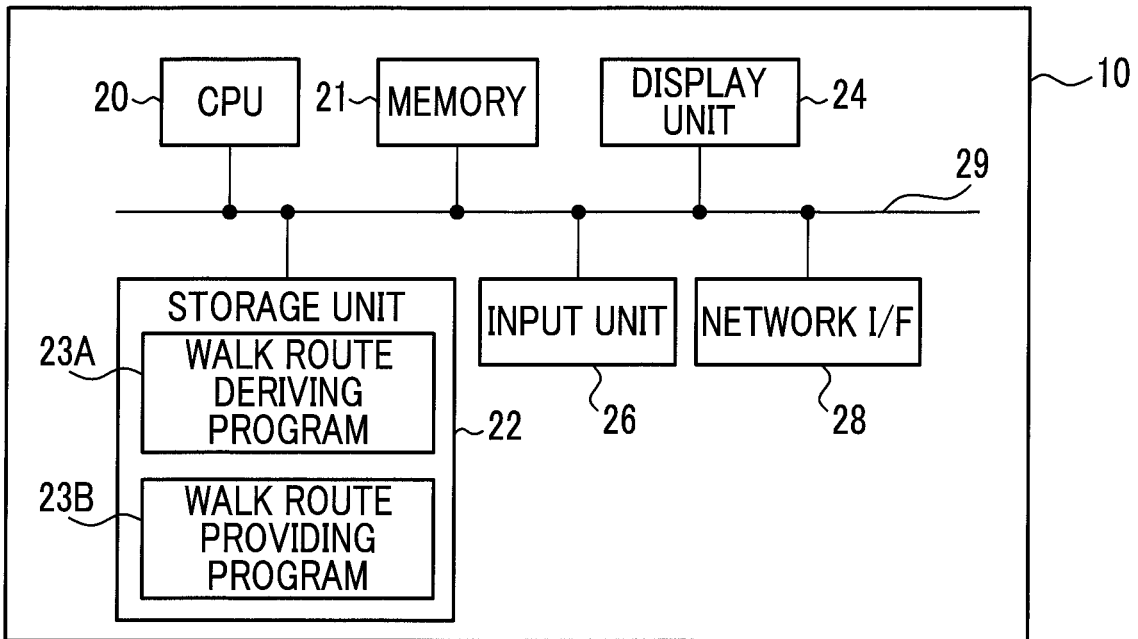 10
20
CPU
21
MEMORY
DISPLAY
UNIT
24
29
STORAGE UNIT
23A
WALK ROUTE
DERIVING
PROGRAM
22
23B
WALK ROUTE
PROVIDING
PROGRAM
INPUT UNIT
26
NETWORK I/F
28